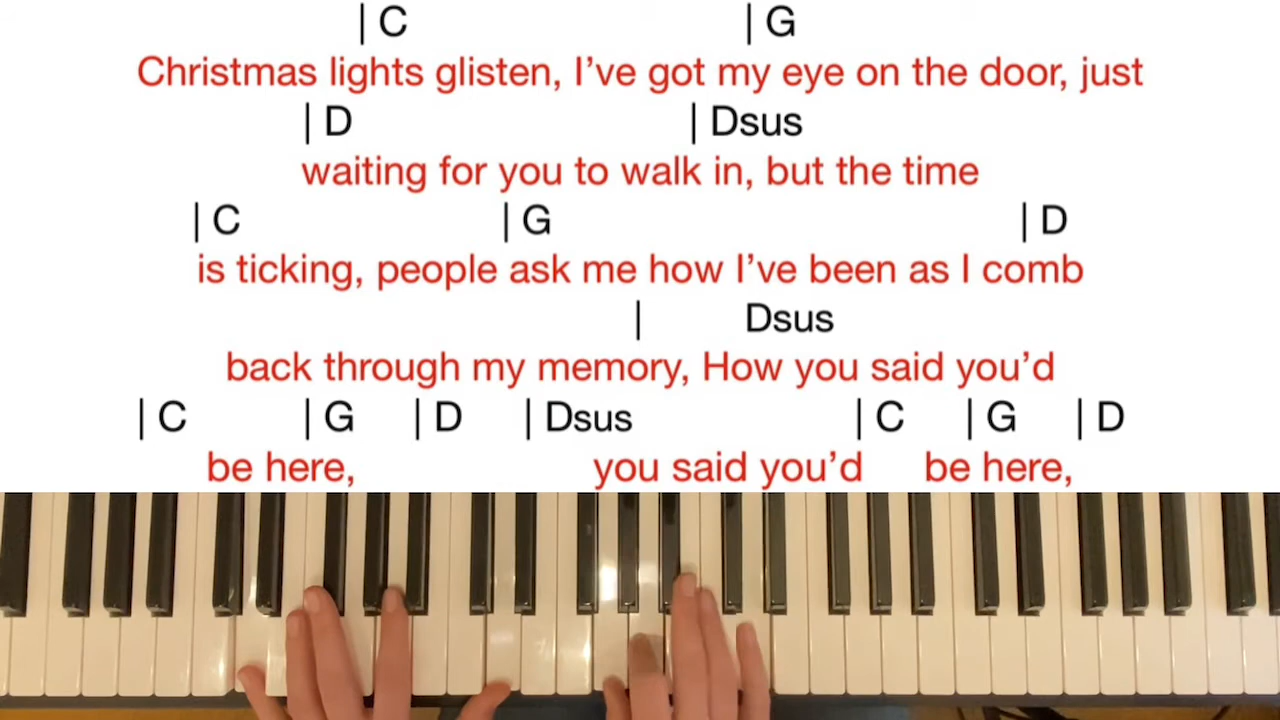 | C | G
Christmas lights glisten, I’ve got my eye on the door, just
| D | Dsus
waiting for you to walk in, but the time
| C | G | D
is ticking, people ask me how I’ve been as I comb
| Dsus
back through my memory, How you said you’d
| C | G | D | Dsus | C | G | D
be here, you said you’d be here,